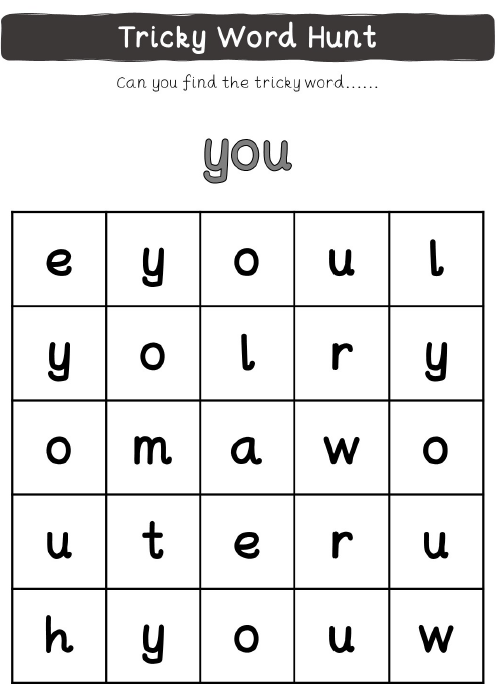 Tricky Word Hunt
Can you find the tricky word......
you
e y o u l
y o l r y
o m a w o
u t e r u
h y o u w